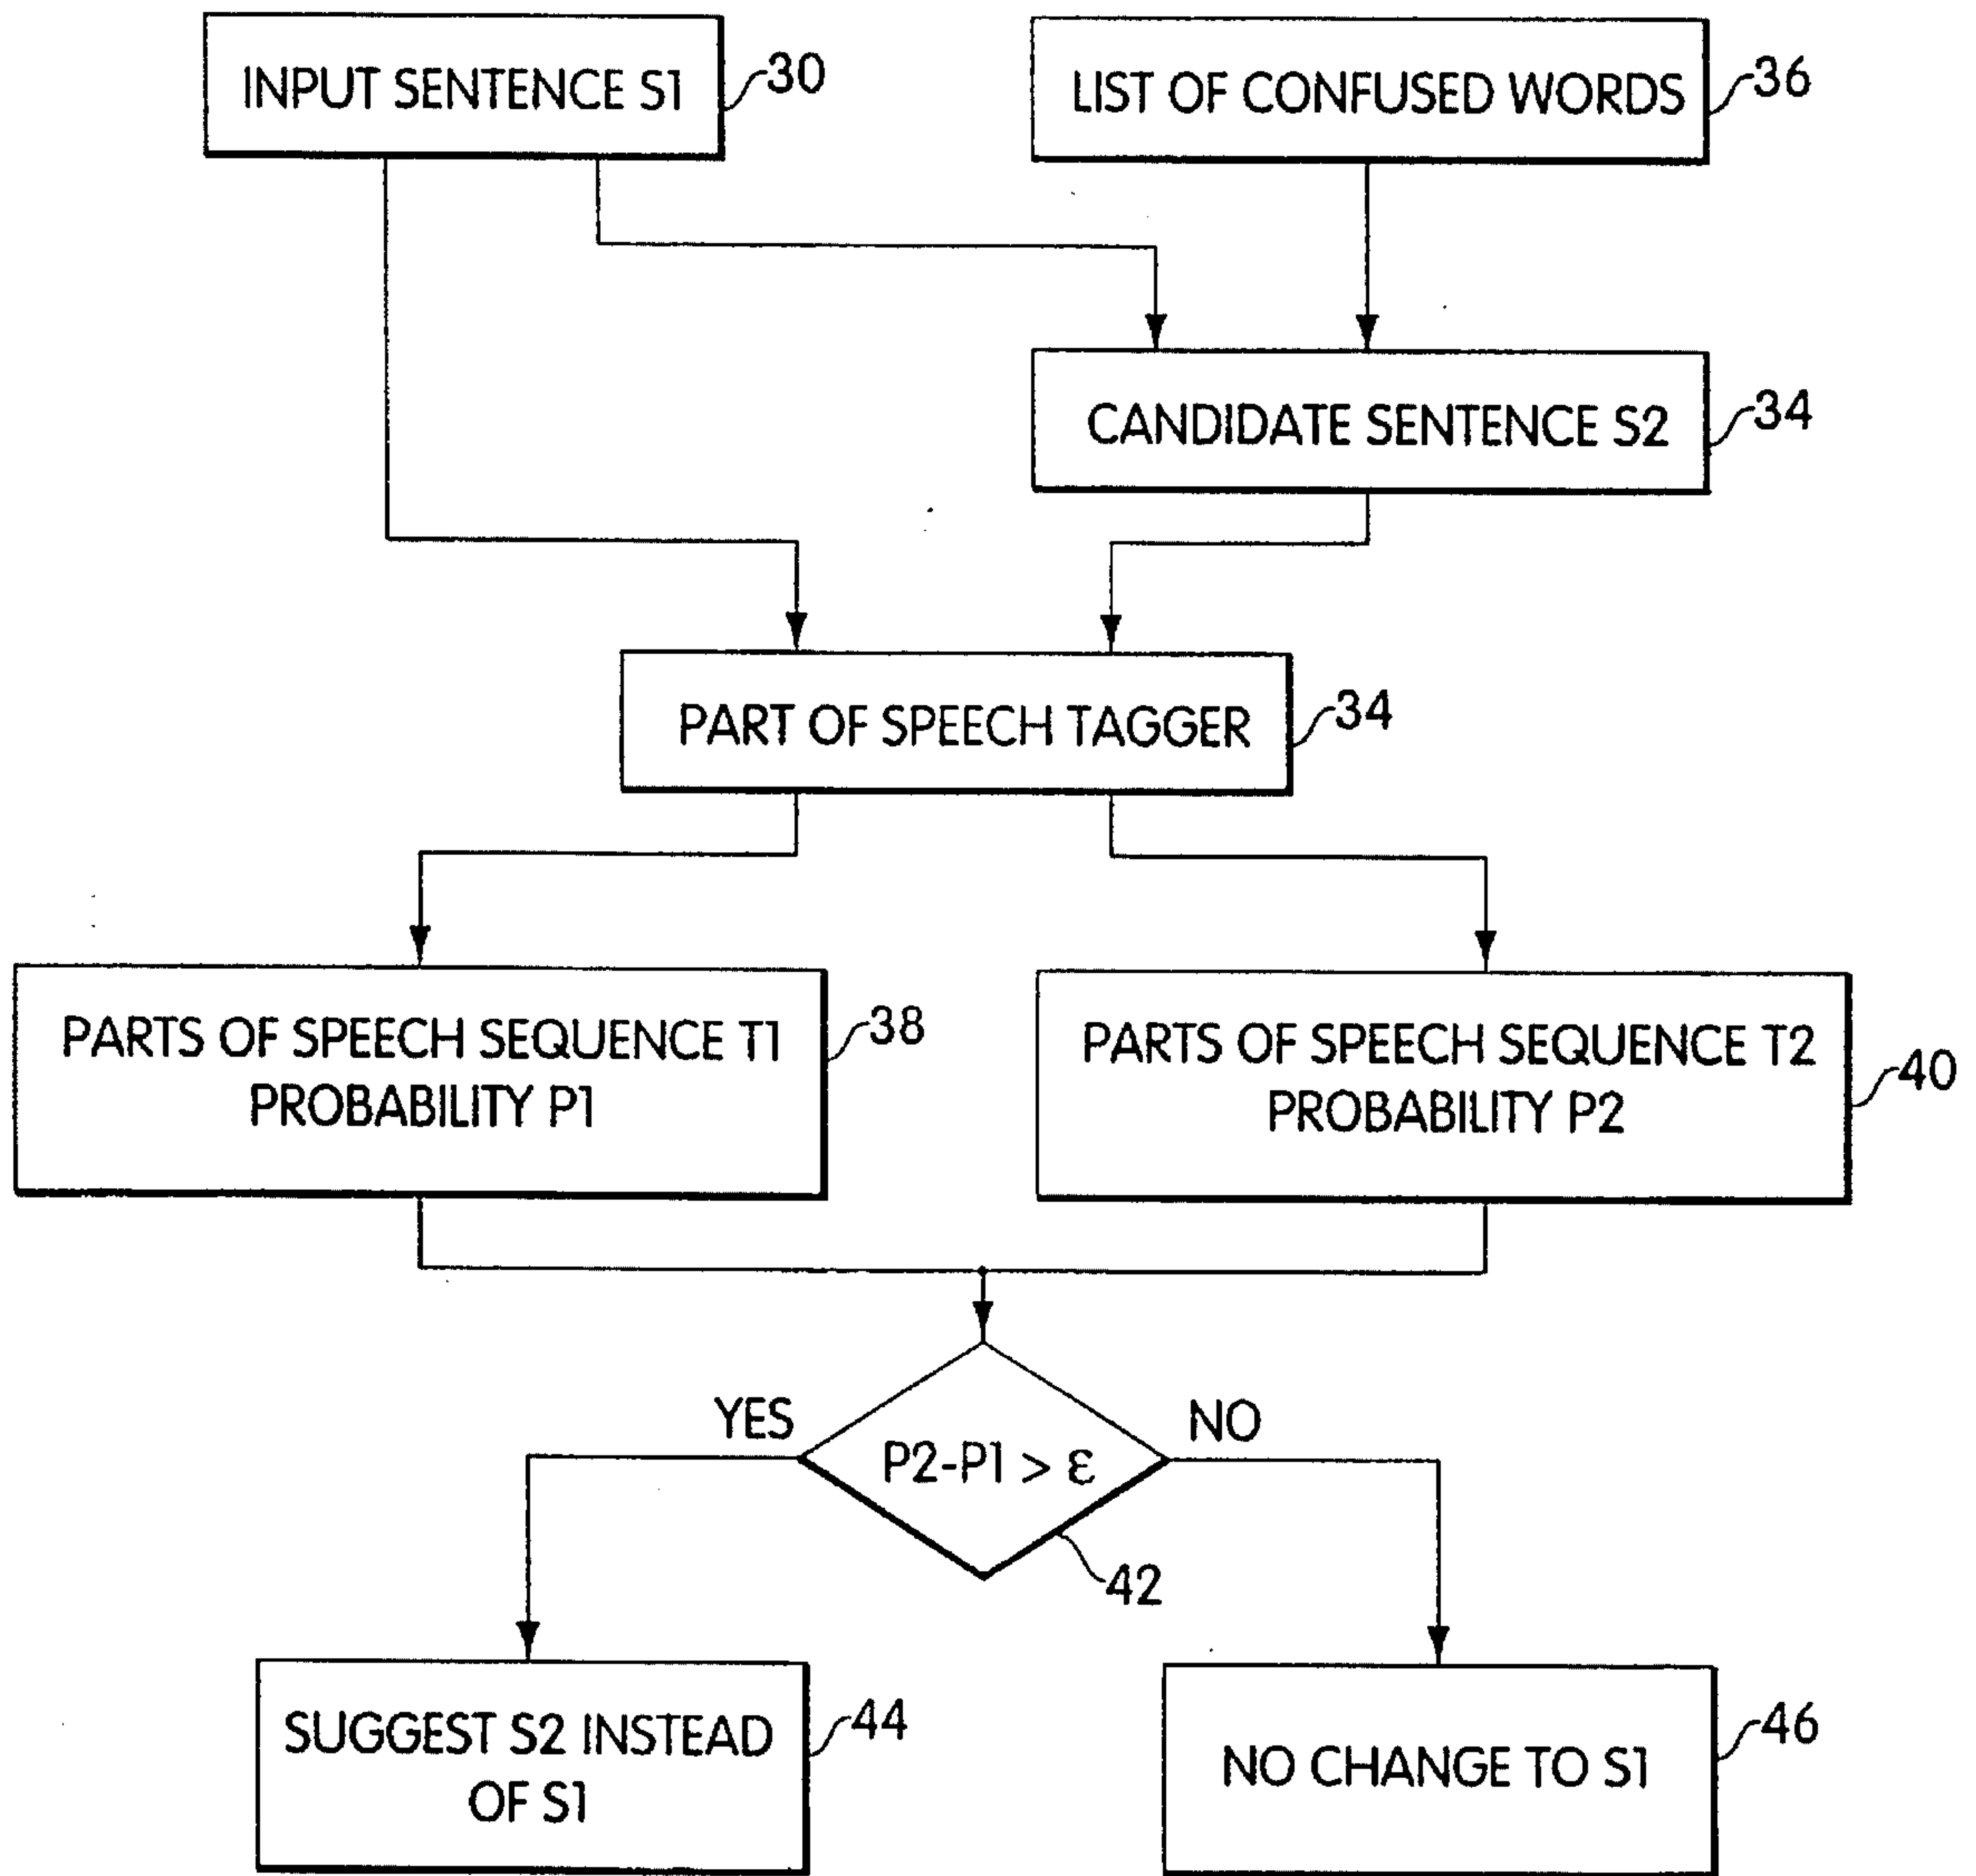 INPUT SENTENCE S1
30
LIST OF CONFUSED WORDS
36
CANDIDATE SENTENCE S2
34
PART OF SPEECH TAGGER
34
PARTS OF SPEECH SEQUENCE T1
PROBABILITY P1
38
PARTS OF SPEECH SEQUENCE T2
PROBABILITY P2
40
YES
P2-P1 > ε
NO
42
SUGGEST S2 INSTEAD
OF S1
44
NO CHANGE TO S1
46